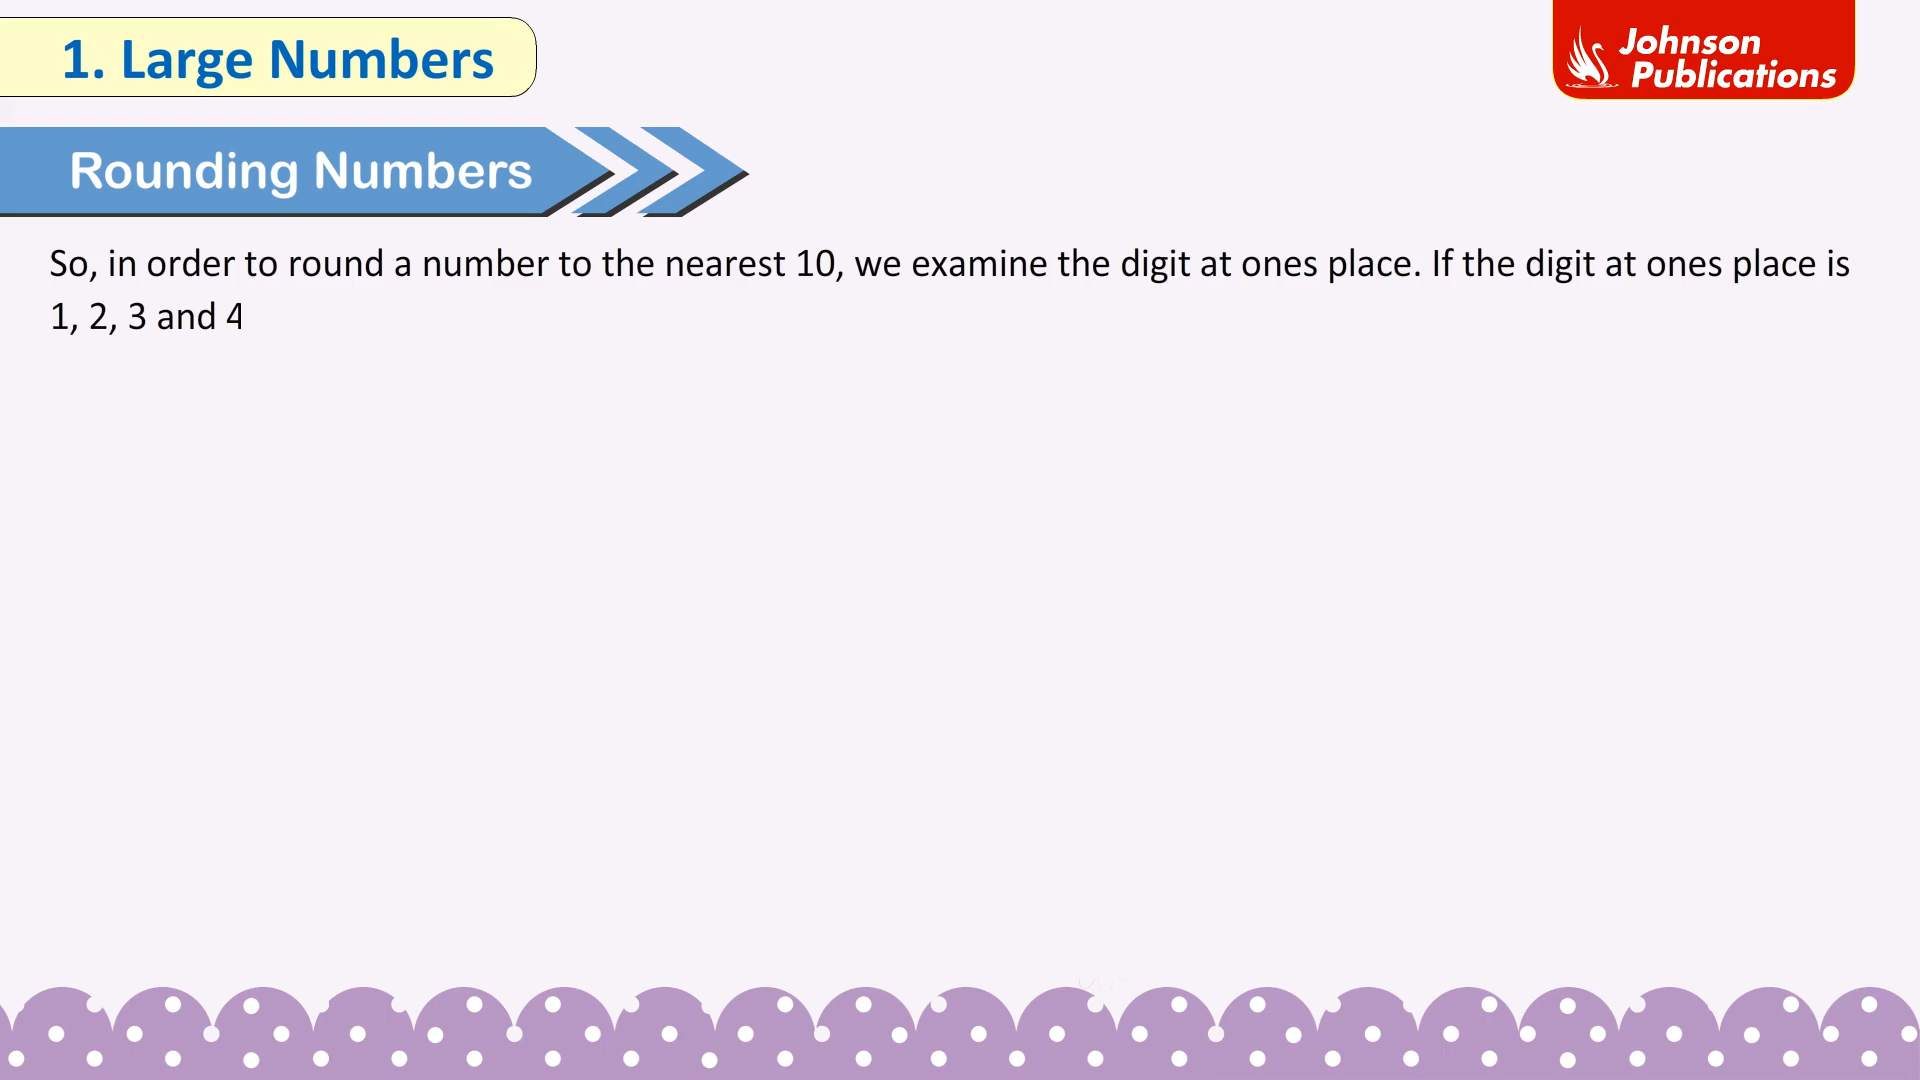 1. Large Numbers
Johnson
Publications
Rounding Numbers
So, in order to round a number to the nearest 10, we examine the digit at ones place. If the digit at ones place is
1, 2, 3 and 4